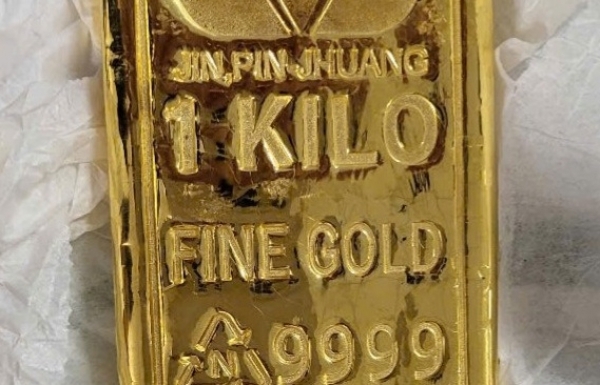 JIN,PIN JHUANG
1 KILO
FINE GOLD
9999